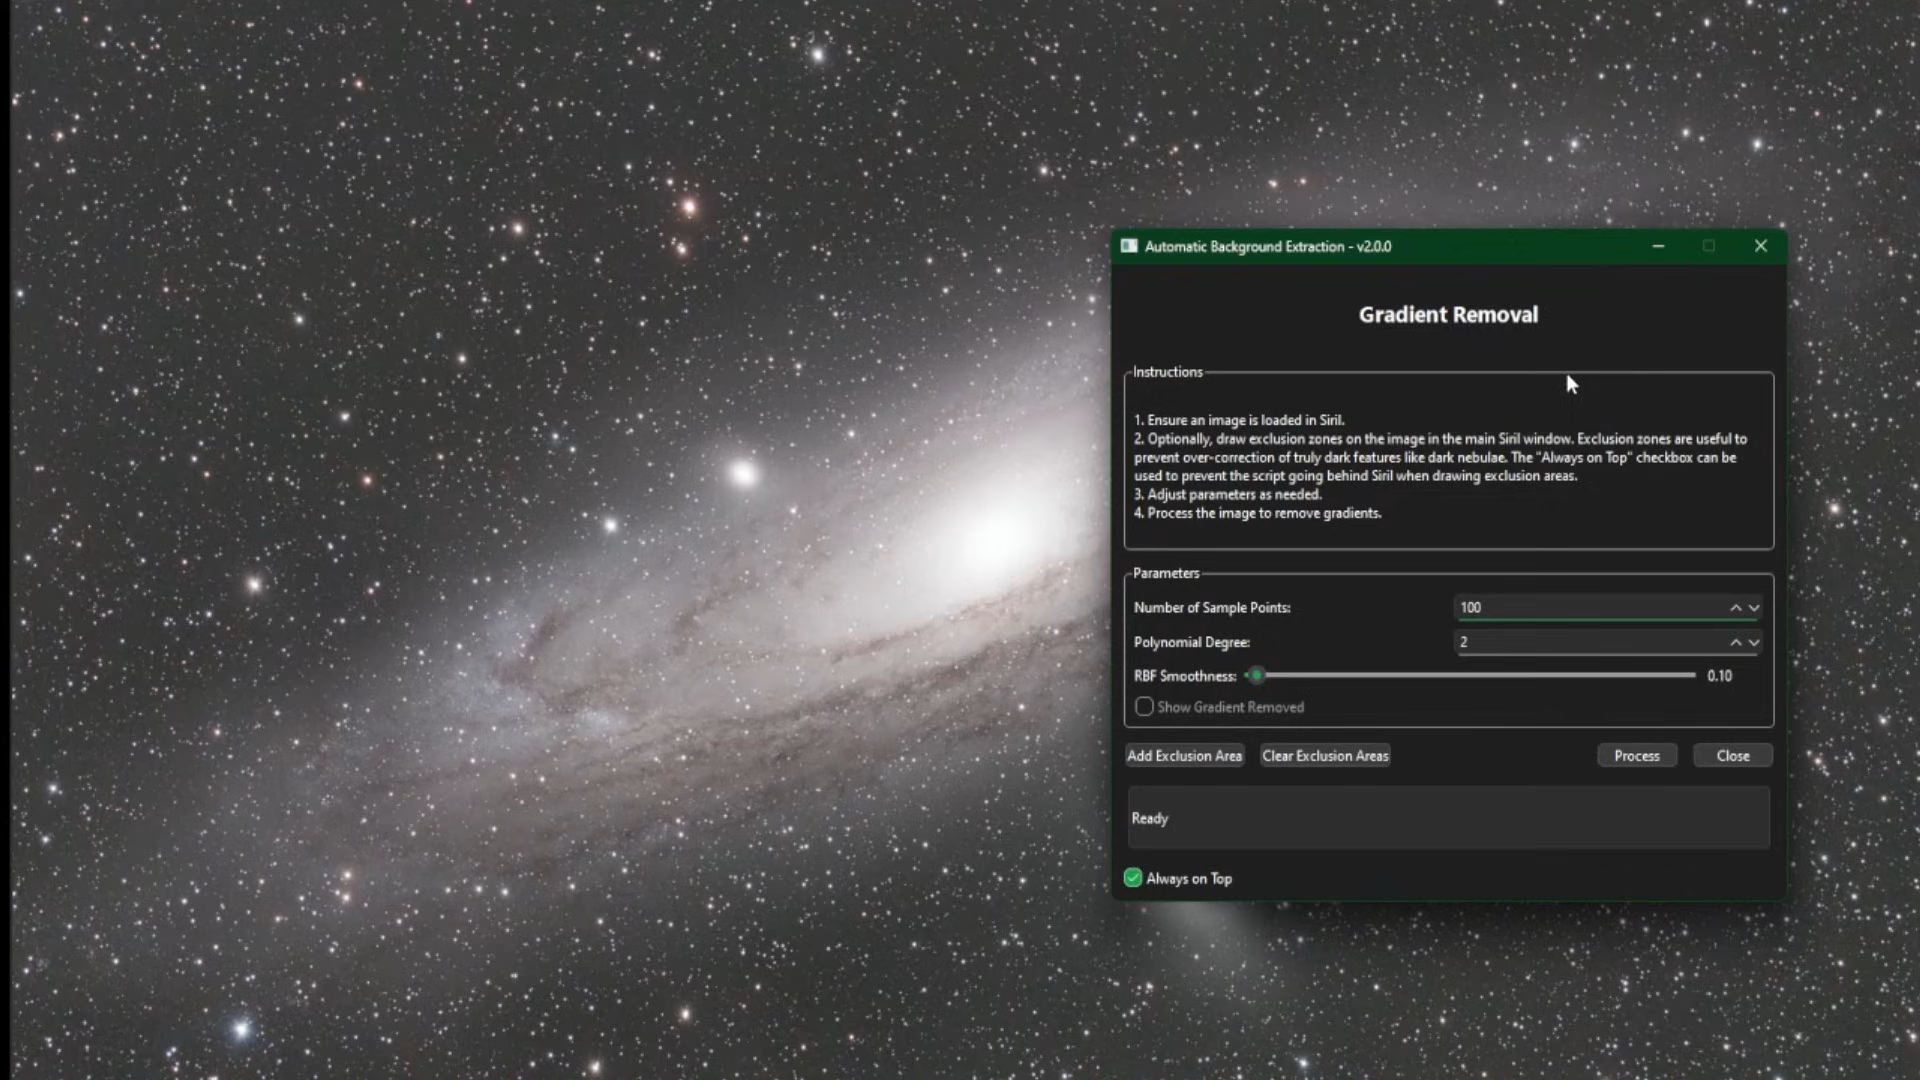 Automatic Background Extraction - v2.0.0
Gradient Removal
Instructions
1. Ensure an image is loaded in Siril.
2. Optionally, draw exclusion zones on the image in the main Siril window. Exclusion zones are useful to
prevent over-correction of truly dark features like dark nebulae. The "Always on Top" checkbox can be
used to prevent the script going behind Siril when drawing exclusion areas.
3. Adjust parameters as needed.
4. Process the image to remove gradients.
Parameters
Number of Sample Points: 100
Polynomial Degree: 2
RBF Smoothness: 0.10
Show Gradient Removed
Add Exclusion Area Clear Exclusion Areas Process Close
Ready
Always on Top